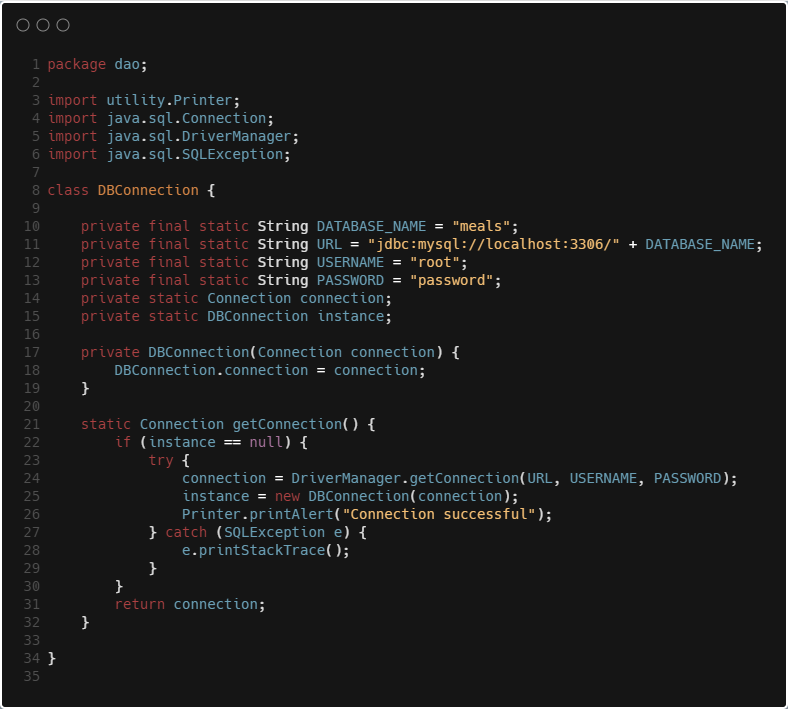 1 package dao;
2
3 import utility.Printer;
4 import java.sql.Connection;
5 import java.sql.DriverManager;
6 import java.sql.SQLException;
7
8 class DBConnection {
9
10     private final static String DATABASE_NAME = "meals";
11     private final static String URL = "jdbc:mysql://localhost:3306/" + DATABASE_NAME;
12     private final static String USERNAME = "root";
13     private final static String PASSWORD = "password";
14     private static Connection connection;
15     private static DBConnection instance;
16
17     private DBConnection(Connection connection) {
18         DBConnection.connection = connection;
19     }
20
21     static Connection getConnection() {
22         if (instance == null) {
23             try {
24                 connection = DriverManager.getConnection(URL, USERNAME, PASSWORD);
25                 instance = new DBConnection(connection);
26                 Printer.printAlert("Connection successful");
27             } catch (SQLException e) {
28                 e.printStackTrace();
29             }
30         }
31         return connection;
32     }
33
34 }
35